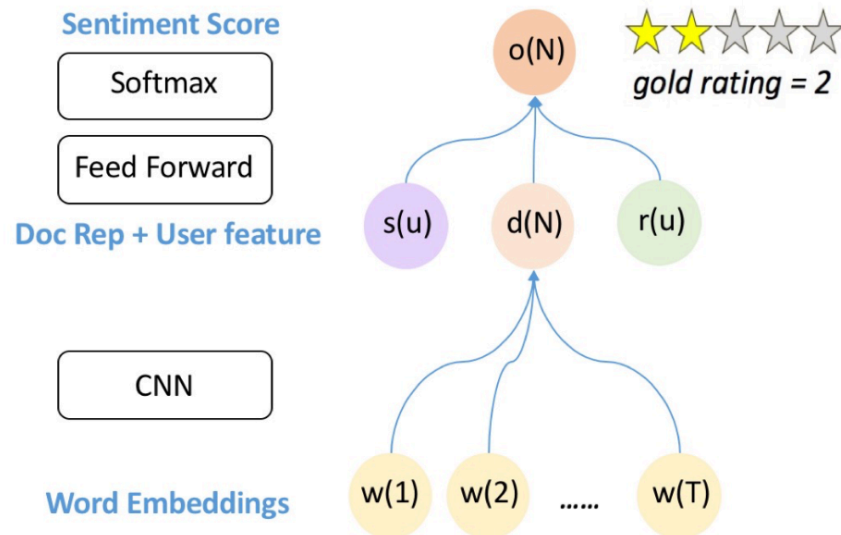 Sentiment Score
Softmax
Feed Forward
Doc Rep + User feature
CNN
Word Embeddings
o(N)
gold rating = 2
s(u) d(N) r(u)
w(1) w(2) ...... w(T)